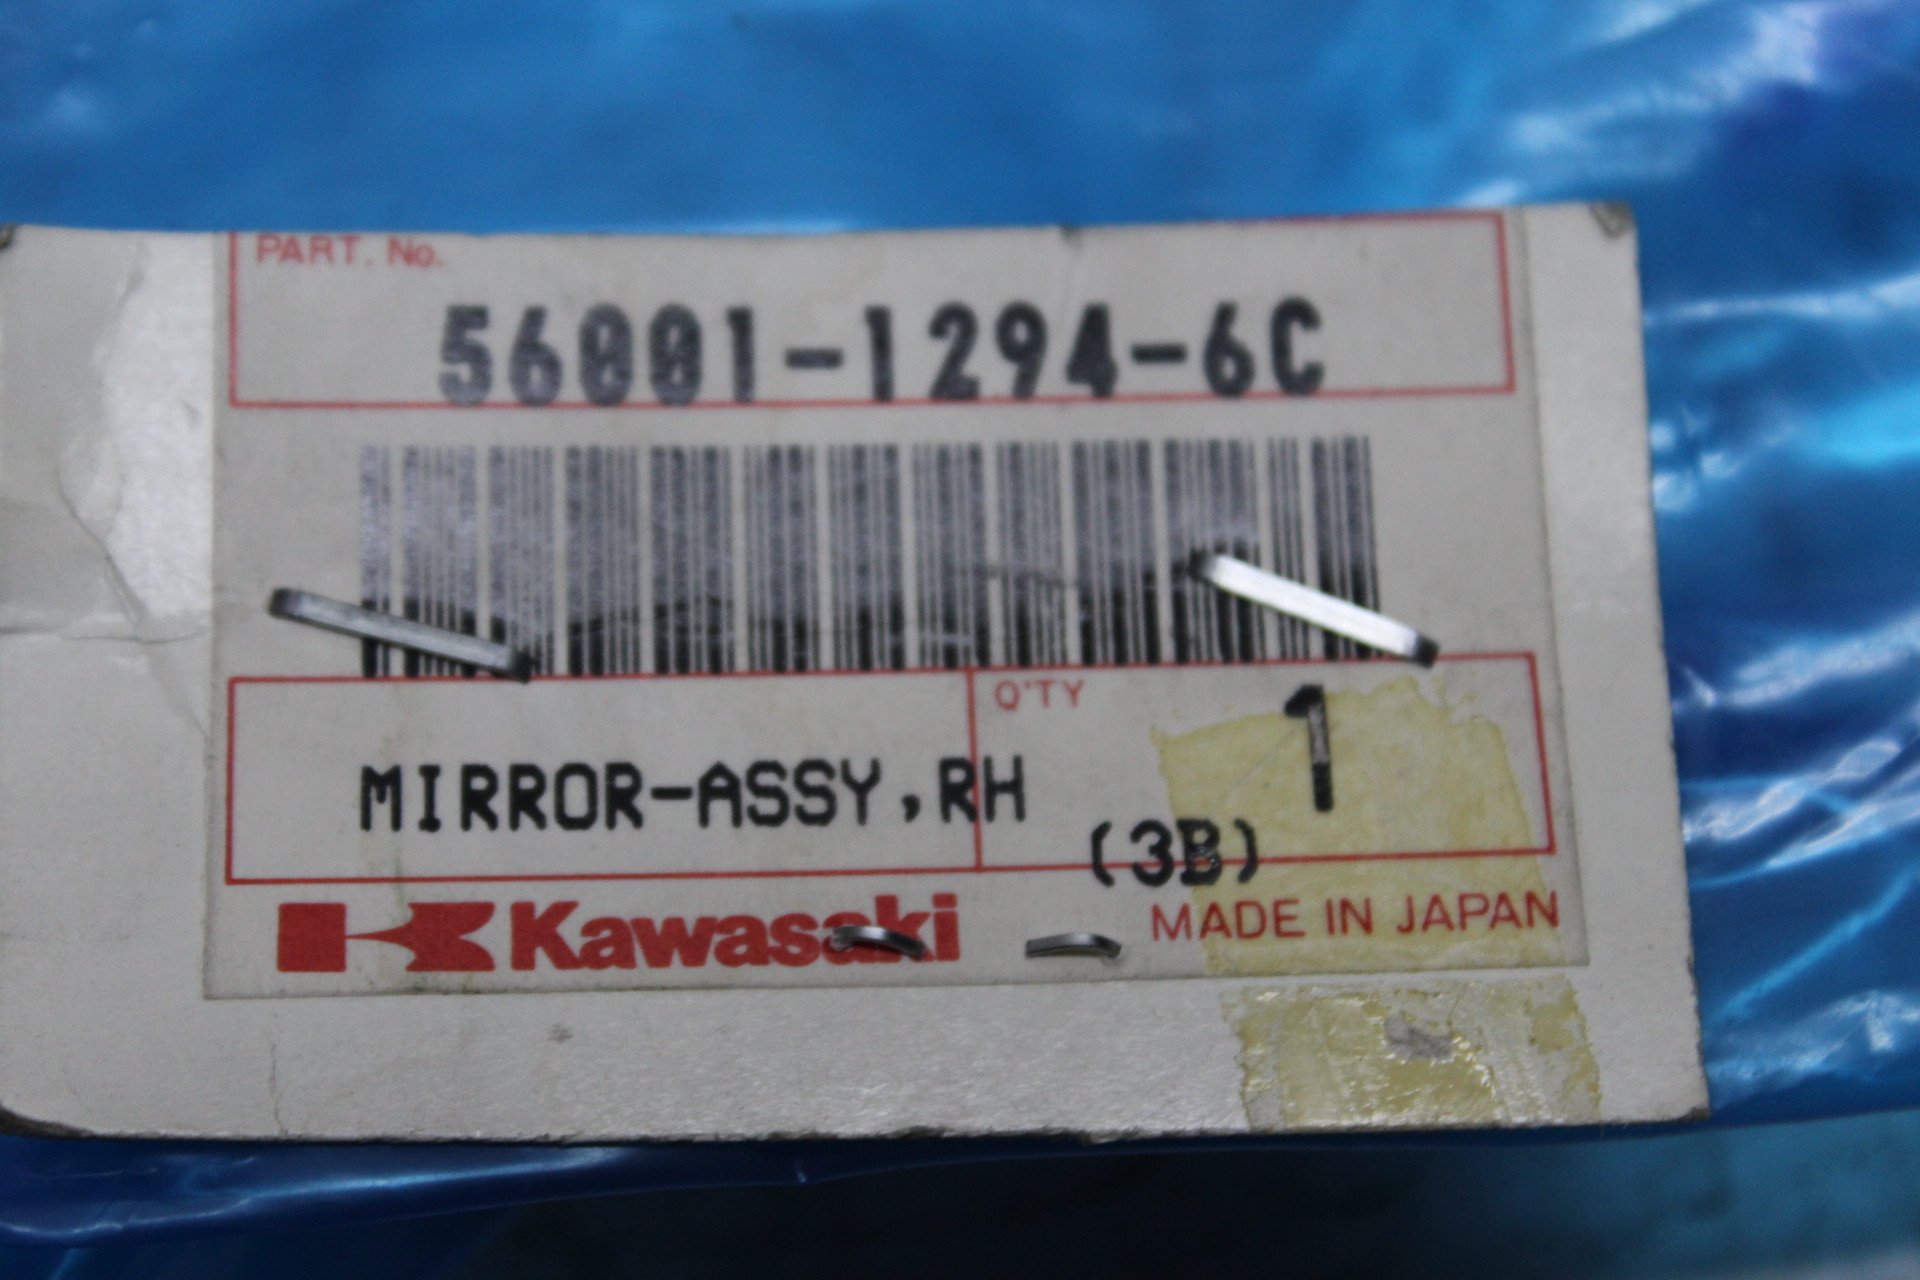 PART. No.
56001-1294-6C
Q'TY
1
MIRROR-ASSY,RH
(3B)
Kawasaki
MADE IN JAPAN